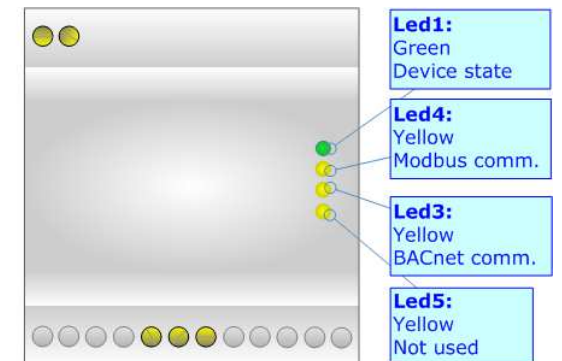 Led1:
Green
Device state
Led4:
Yellow
Modbus comm.
Led3:
Yellow
BACnet comm.
Led5:
Yellow
Not used